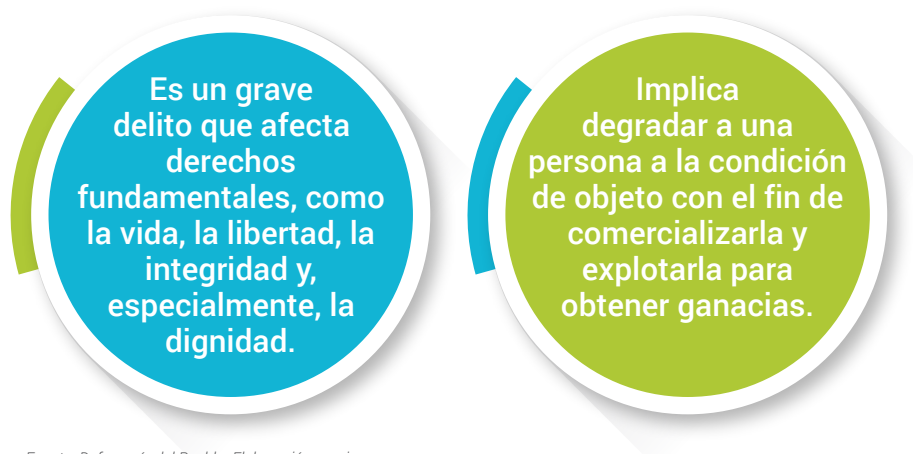 Es un grave
delito que afecta
derechos
fundamentales, como
la vida, la libertad, la
integridad y,
especialmente, la
dignidad.
Implica
degradar a una
persona a la condición
de objeto con el fin de
comercializarla y
explotarla para
obtener ganacias.